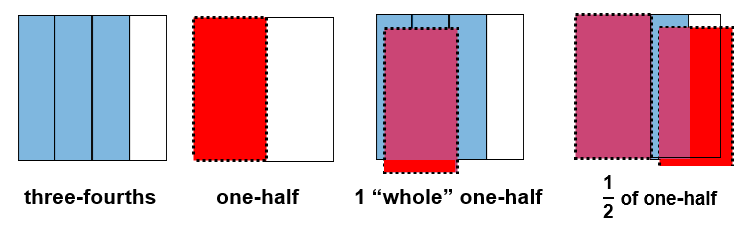 three-fourths
one-half
1 “whole” one-half
1/2 of one-half